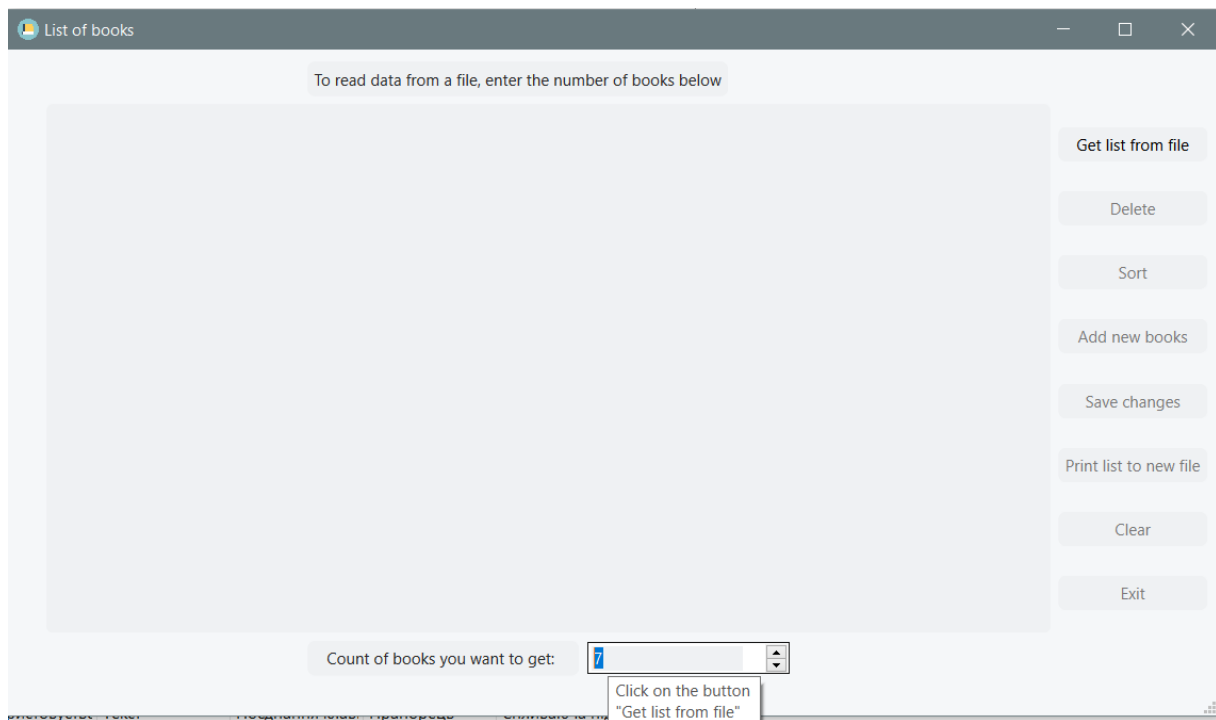 List of books
To read data from a file, enter the number of books below
Get list from file
Delete
Sort
Add new books
Save changes
Print list to new file
Clear
Exit
Count of books you want to get:
7
Click on the button
"Get list from file"